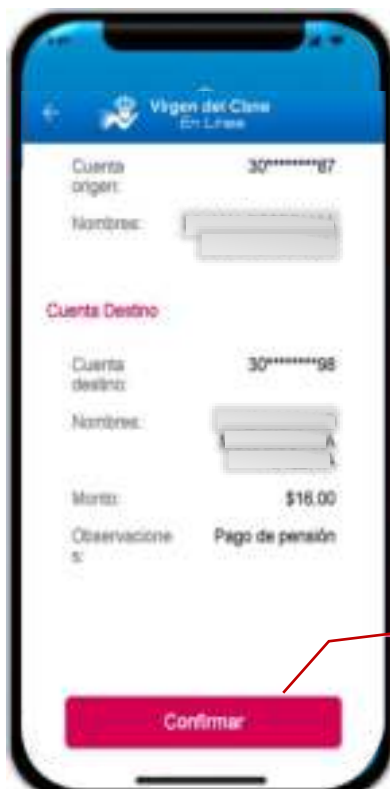 Virgen del Cisne
En Línea
Cuenta origen: 30*********87
Nombres:
Cuenta Destino
Cuenta destino: 30*********98
Nombres:
A
A
Monto: $16.00
Observaciones: Pago de pensión
Confirmar